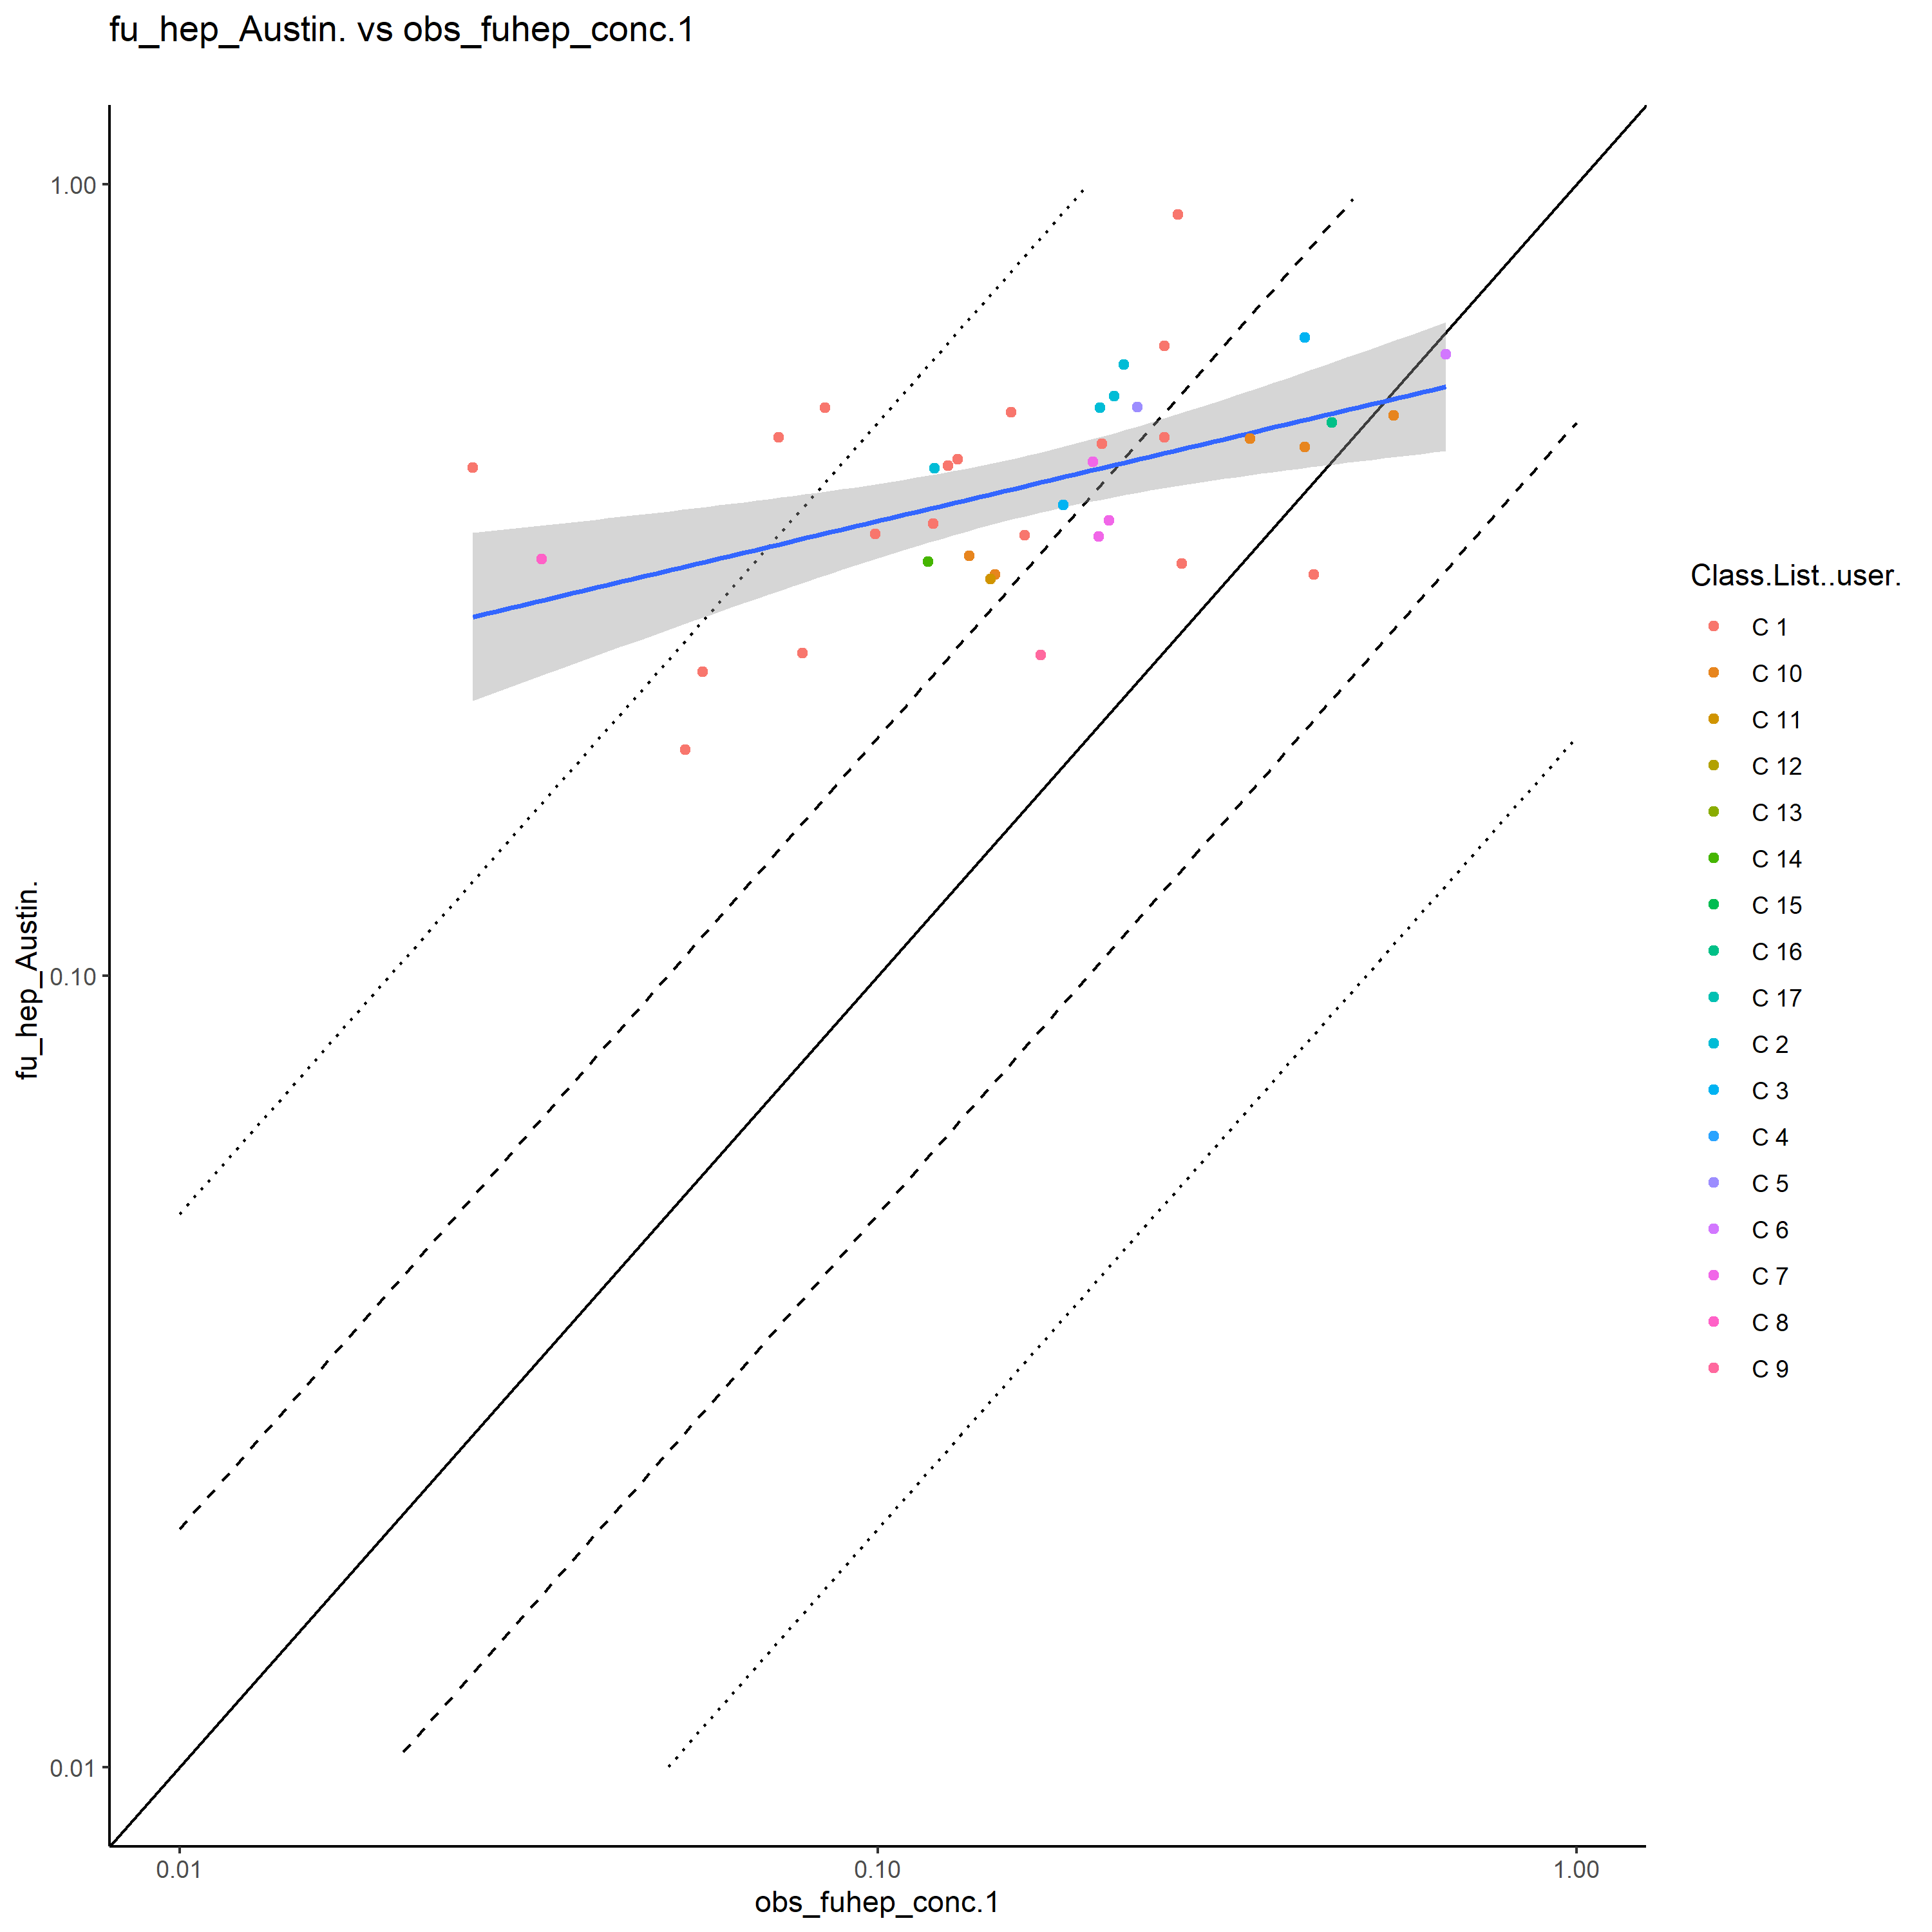 fu_hep_Austin. vs obs_fuhep_conc.1
1.00
0.10
0.01
fu_hep_Austin.
0.01
0.10
1.00
obs_fuhep_conc.1
Class.List..user.
C 1
C 10
C 11
C 12
C 13
C 14
C 15
C 16
C 17
C 2
C 3
C 4
C 5
C 6
C 7
C 8
C 9